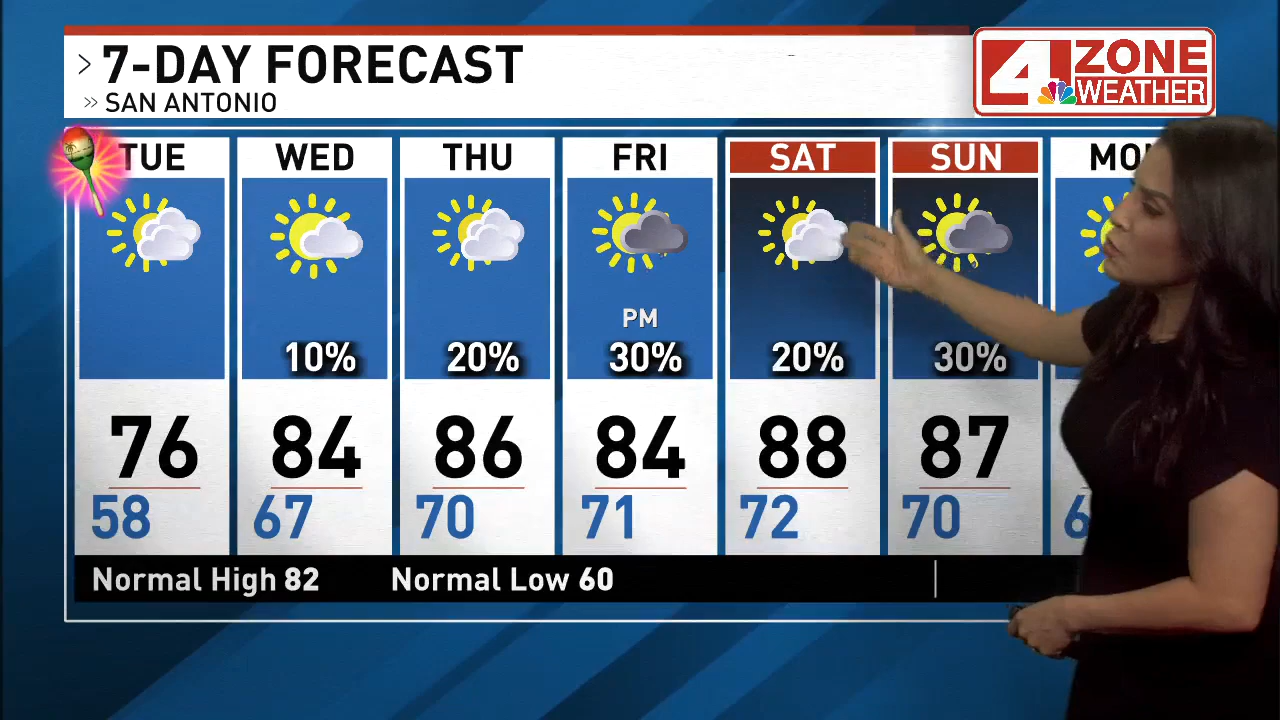 7-DAY FORECAST
SAN ANTONIO
4 ZONE
WEATHER
TUE WED THU FRI SAT SUN
PM
10% 20% 30% 20% 30%
76 84 86 84 88 87
58 67 70 71 72 70
Normal High 82 Normal Low 60